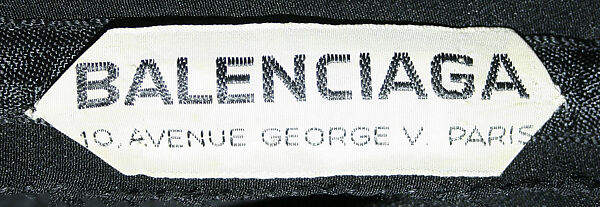 BALENCIAGA
10, AVENUE GEORGE V. PARIS